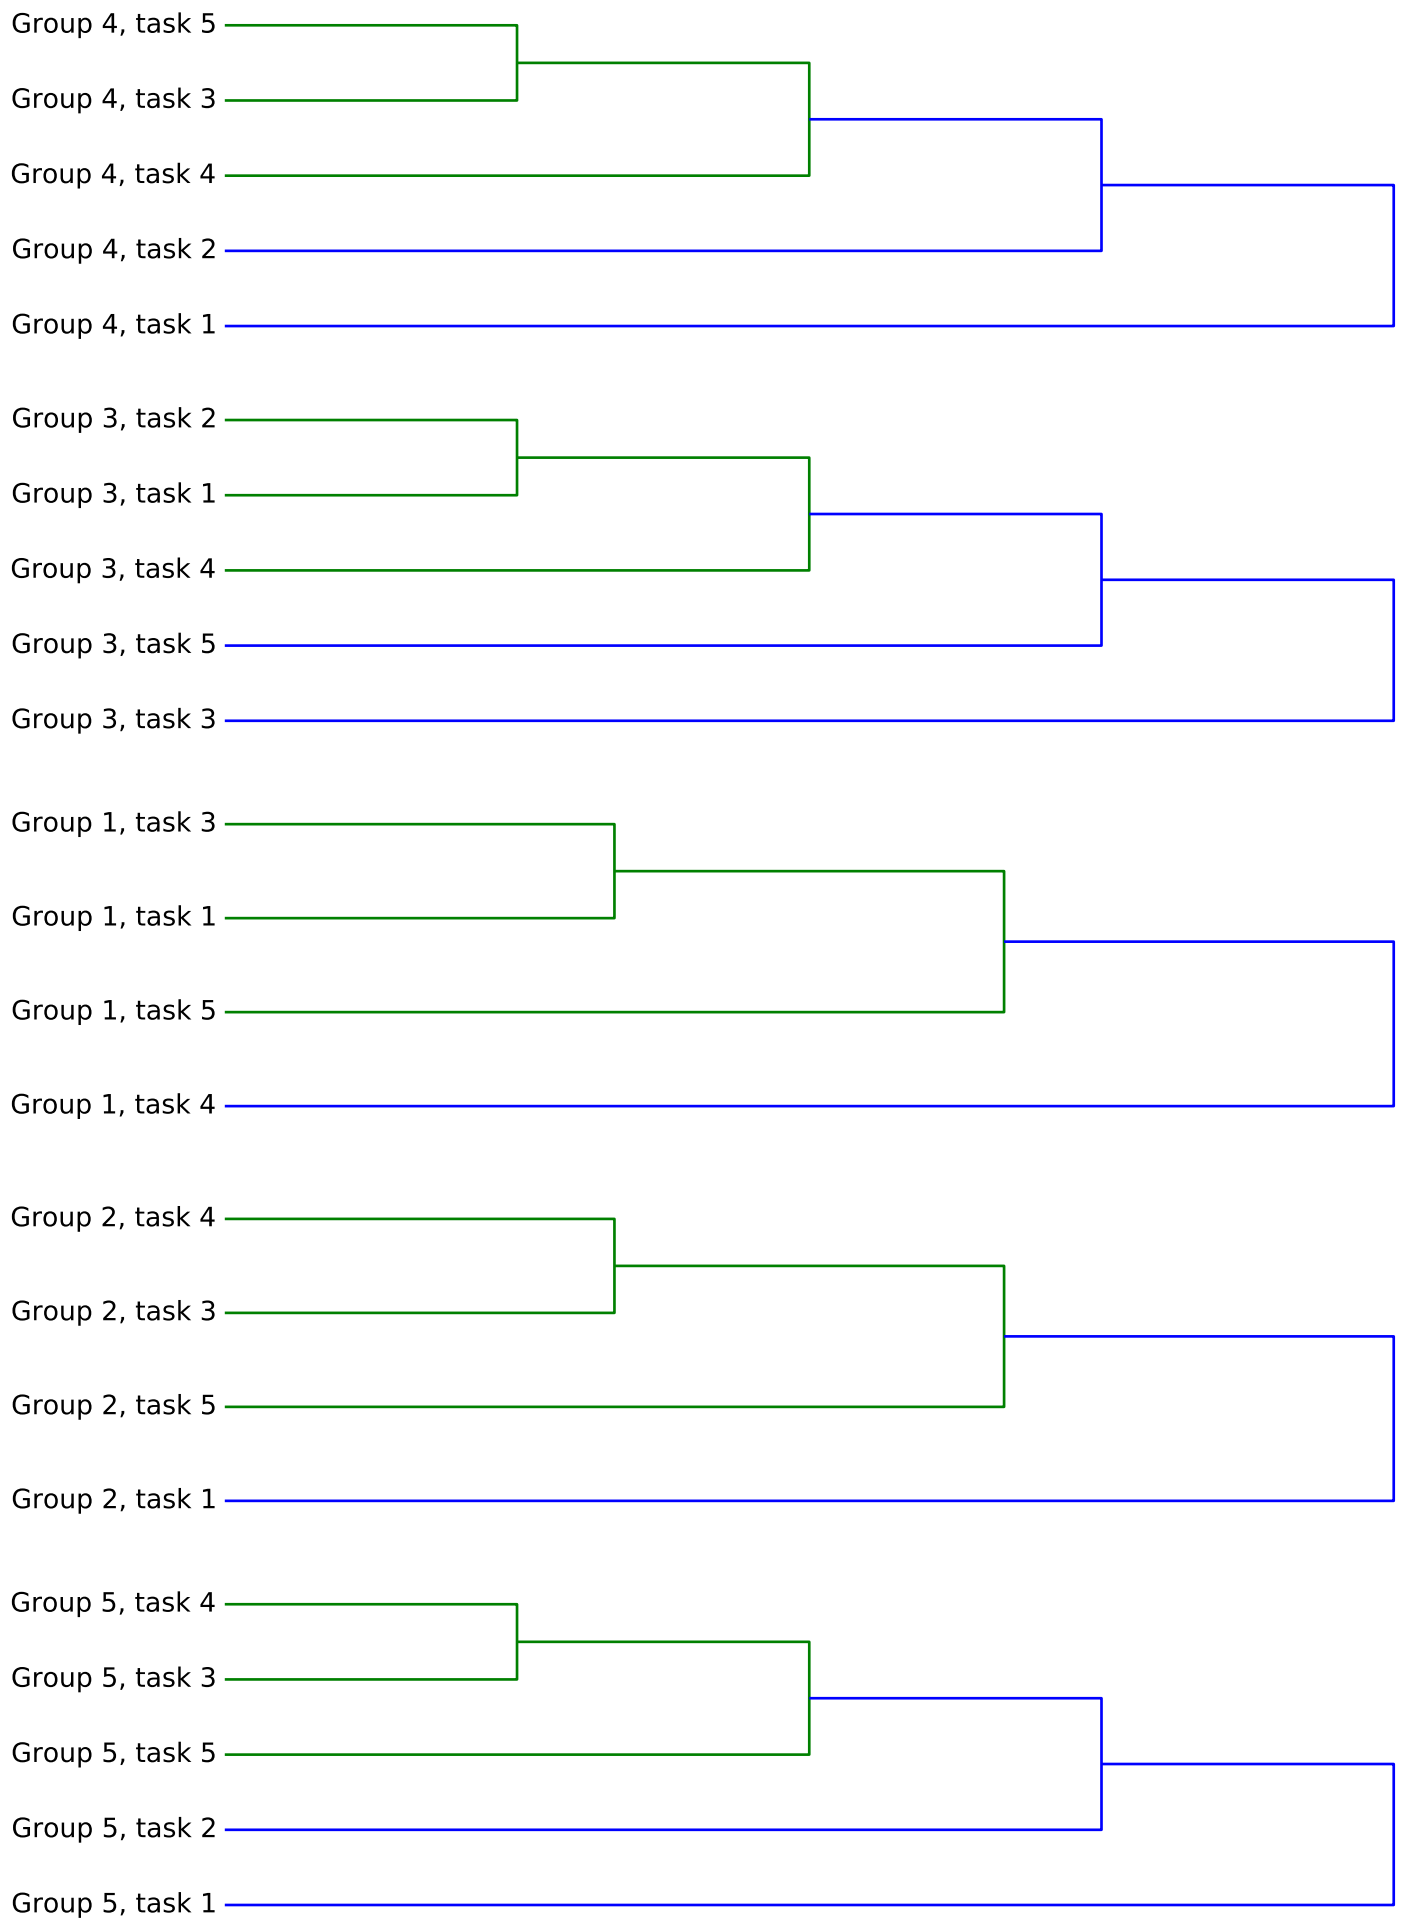 Group 4, task 5
Group 4, task 3
Group 4, task 4
Group 4, task 2
Group 4, task 1
Group 3, task 2
Group 3, task 1
Group 3, task 4
Group 3, task 5
Group 3, task 3
Group 1, task 3
Group 1, task 1
Group 1, task 5
Group 1, task 4
Group 2, task 4
Group 2, task 3
Group 2, task 5
Group 2, task 1
Group 5, task 4
Group 5, task 3
Group 5, task 5
Group 5, task 2
Group 5, task 1